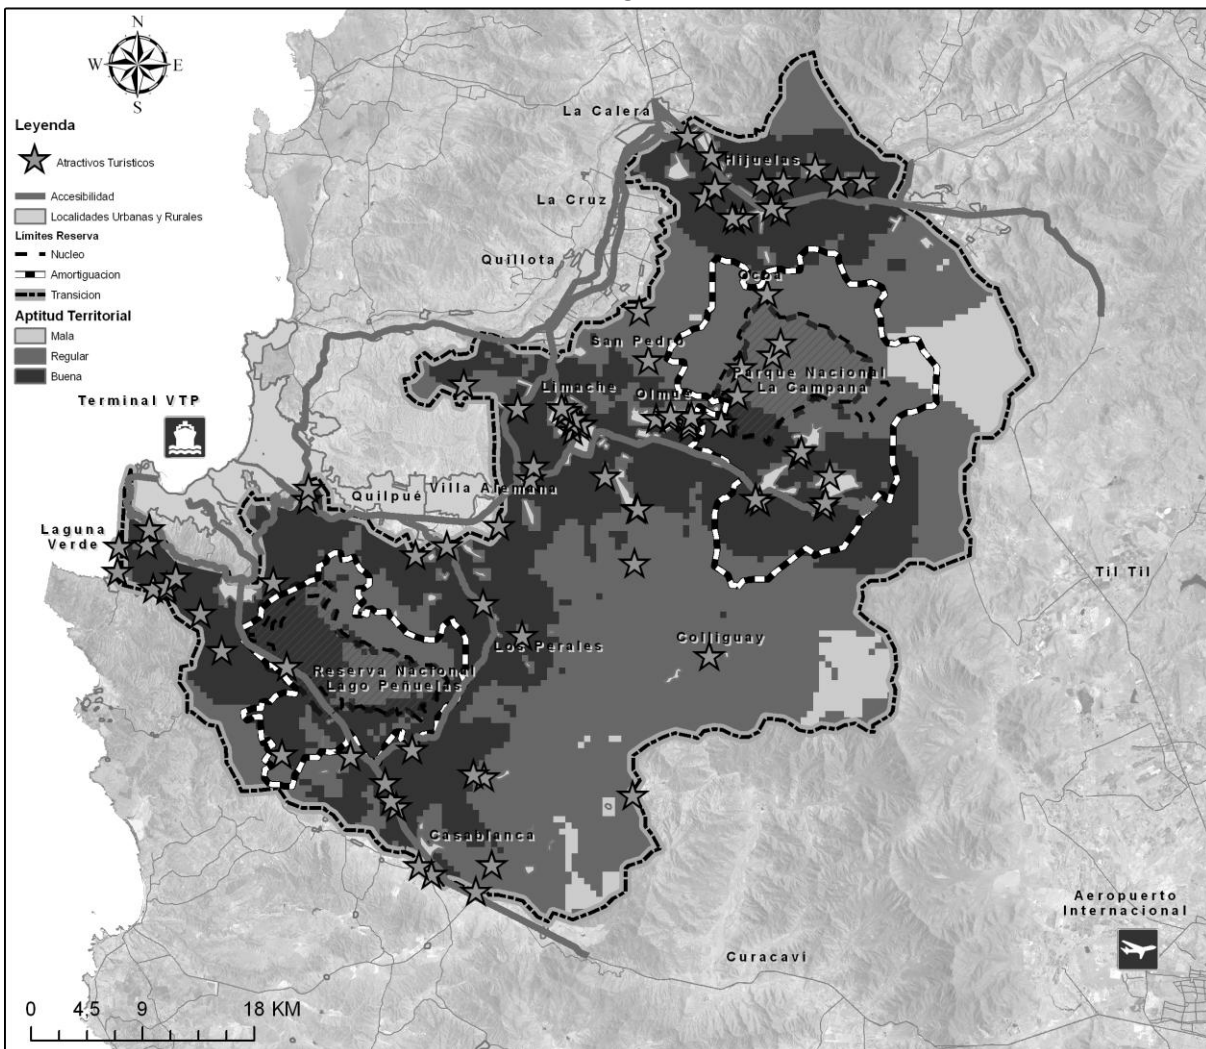 N
W
E
S
Leyenda
Atractivos Turisticos
Accesibilidad
Localidades Urbanas y Rurales
Limites Reserva
Nucleo
Amortiguacion
Transicion
Aptitud Territorial
Mala
Regular
Buena
La Calera
Hijuelas
La Cruz
Quillota
Ocoa
San Pedro
Parque Nacional
La Campana
Limache
Olmué
Terminal VTP
Quilpué
Villa Alemana
Laguna
Verde
Til Til
Colliguay
Los Perales
Reserva Nacional
Lago Peñuelas
Casablanca
Aeropuerto
Internacional
Curacavi
0 4,5 9 18 KM